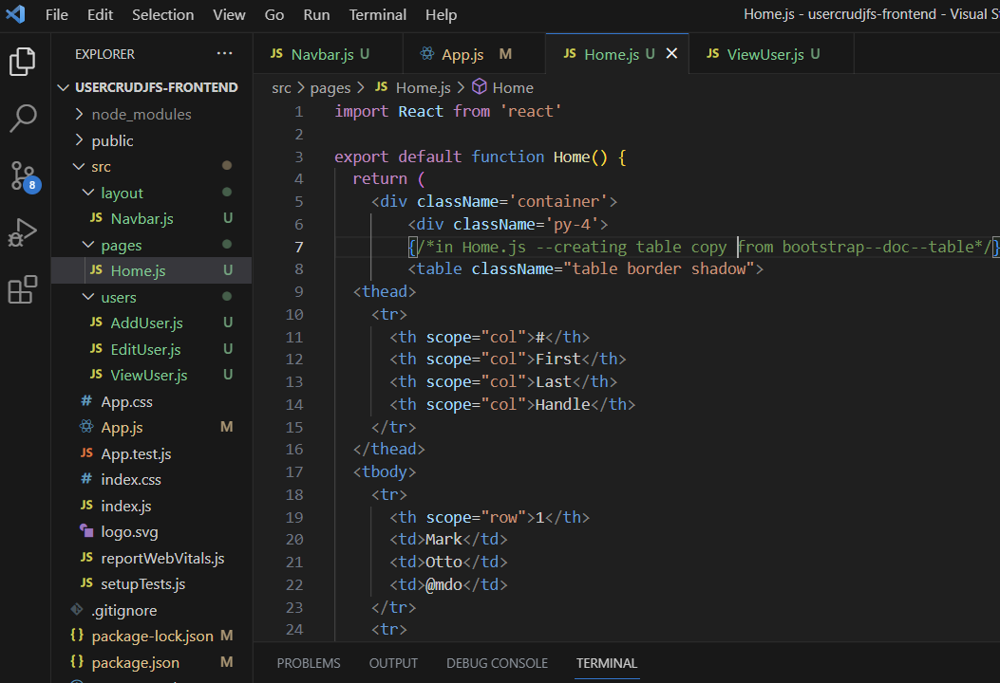 File Edit Selection View Go Run Terminal Help
Home.js - usercrudjfs-frontend - Visual
EXPLORER ···
Navbar.js U
App.js M
Home.js U
ViewUser.js U
USERCRUDJFS-FRONTEND
node_modules
public
src
layout
JS Navbar.js U
pages
JS Home.js U
users
JS AddUser.js U
JS EditUser.js U
JS ViewUser.js U
# App.css
App.js M
JS App.test.js
# index.css
JS index.js
logo.svg
JS reportWebVitals.js
JS setupTests.js
.gitignore
{} package-lock.json M
{} package.json M
8
src > pages > JS Home.js > Home
1 import React from 'react'
2
3 export default function Home() {
4 return (
5 <div className='container'>
6 <div className='py-4'>
7 {/*in Home.js --creating table copy from bootstrap--doc--table*/}
8 <table className="table border shadow">
9 <thead>
10 <tr>
11 <th scope="col">#</th>
12 <th scope="col">First</th>
13 <th scope="col">Last</th>
14 <th scope="col">Handle</th>
15 </tr>
16 </thead>
17 <tbody>
18 <tr>
19 <th scope="row">1</th>
20 <td>Mark</td>
21 <td>Otto</td>
22 <td>@mdo</td>
23 </tr>
24 <tr>
PROBLEMS OUTPUT DEBUG CONSOLE TERMINAL